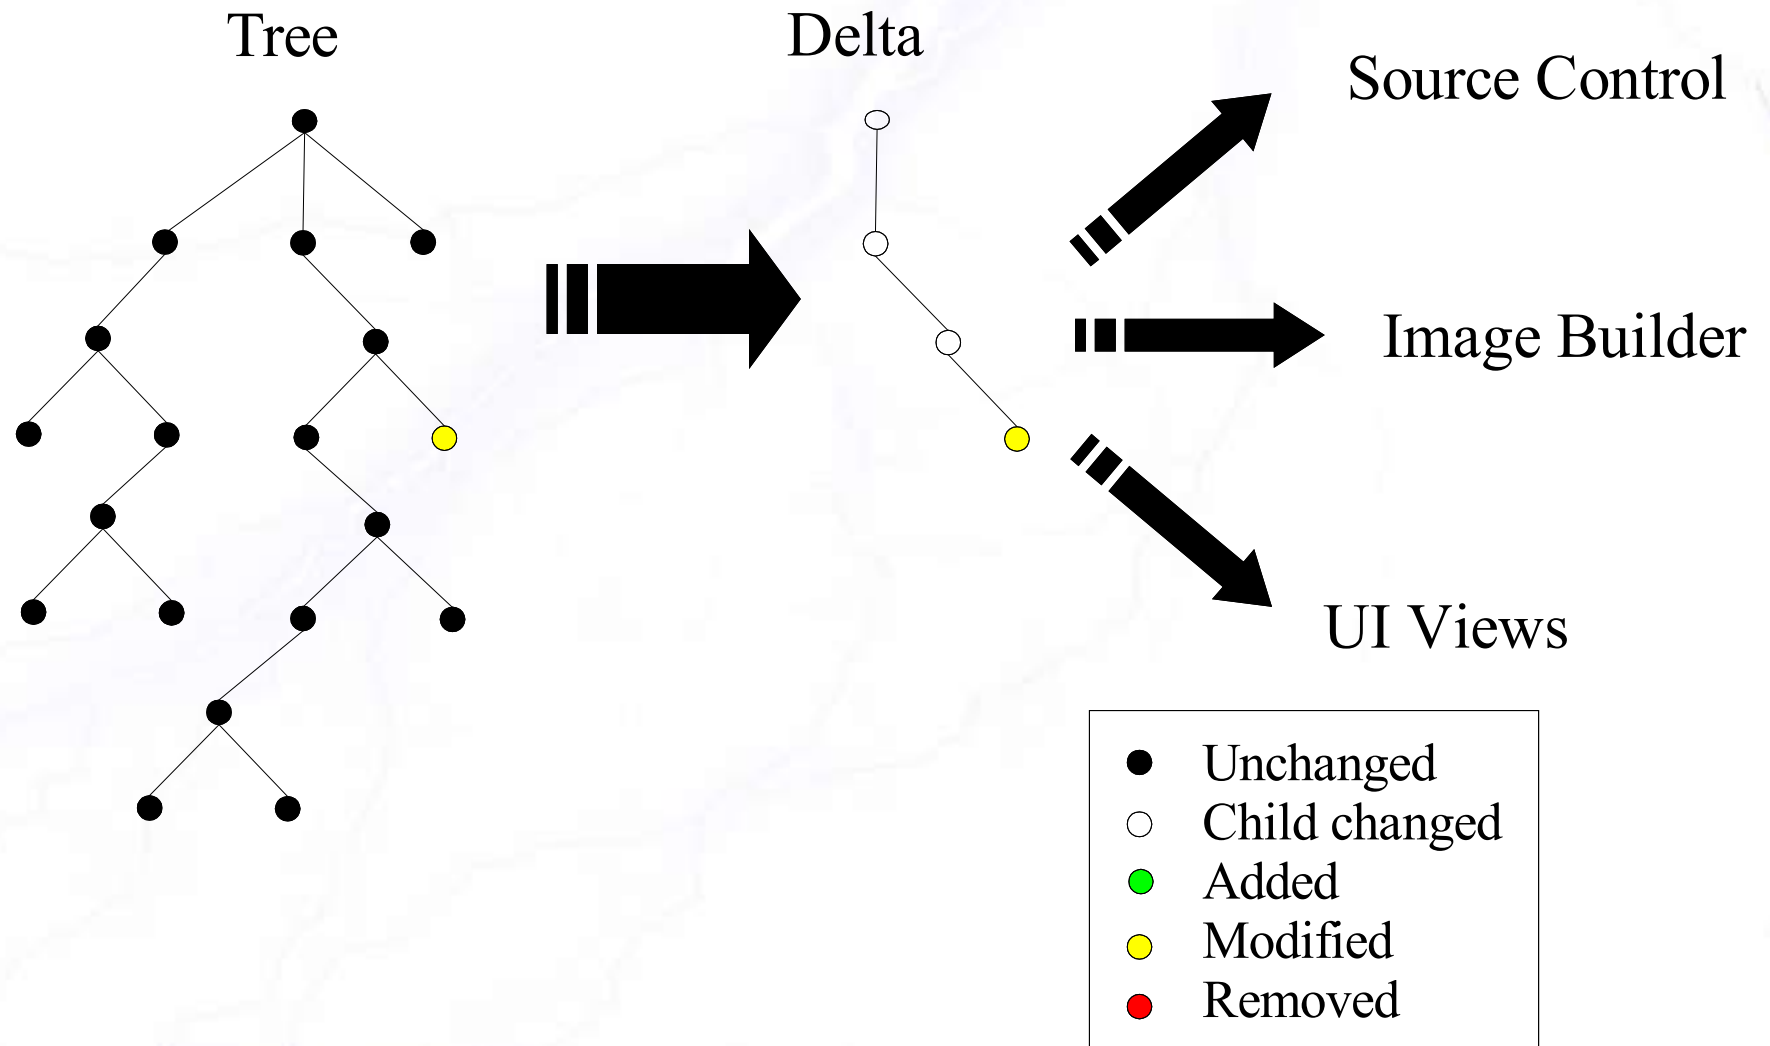 Tree
Delta
Source Control
Image Builder
UI Views
Unchanged
Child changed
Added
Modified
Removed